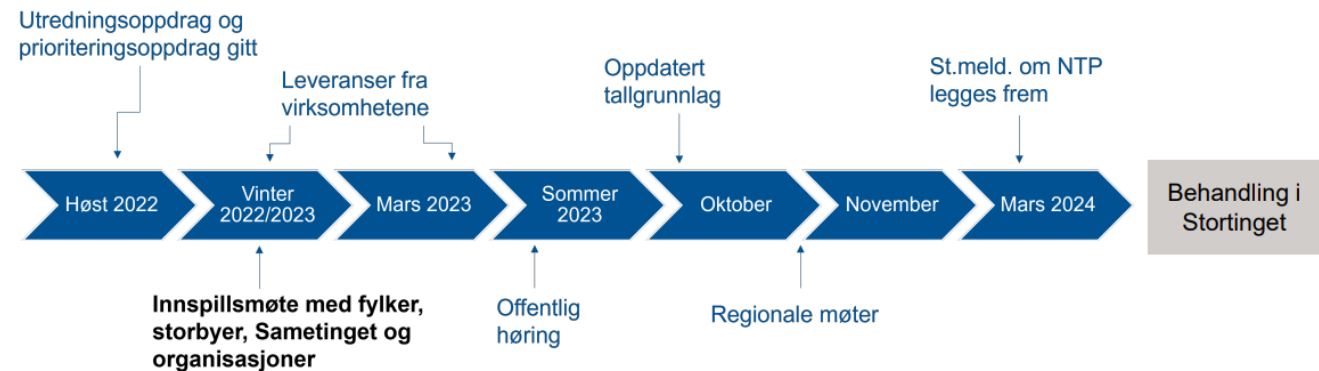 Utredningsoppdrag og
prioriteringsoppdrag gitt
Leveranser fra
virksomhetene
Oppdatert
tallgrunnlag
St.meld. om NTP
legges frem
Høst 2022
Vinter
2022/2023
Mars 2023
Sommer
2023
Oktober
November
Mars 2024
Behandling i
Stortinget
Innspillsmøte med fylker,
storbyer, Sametinget og
organisasjoner
Offentlig
høring
Regionale møter